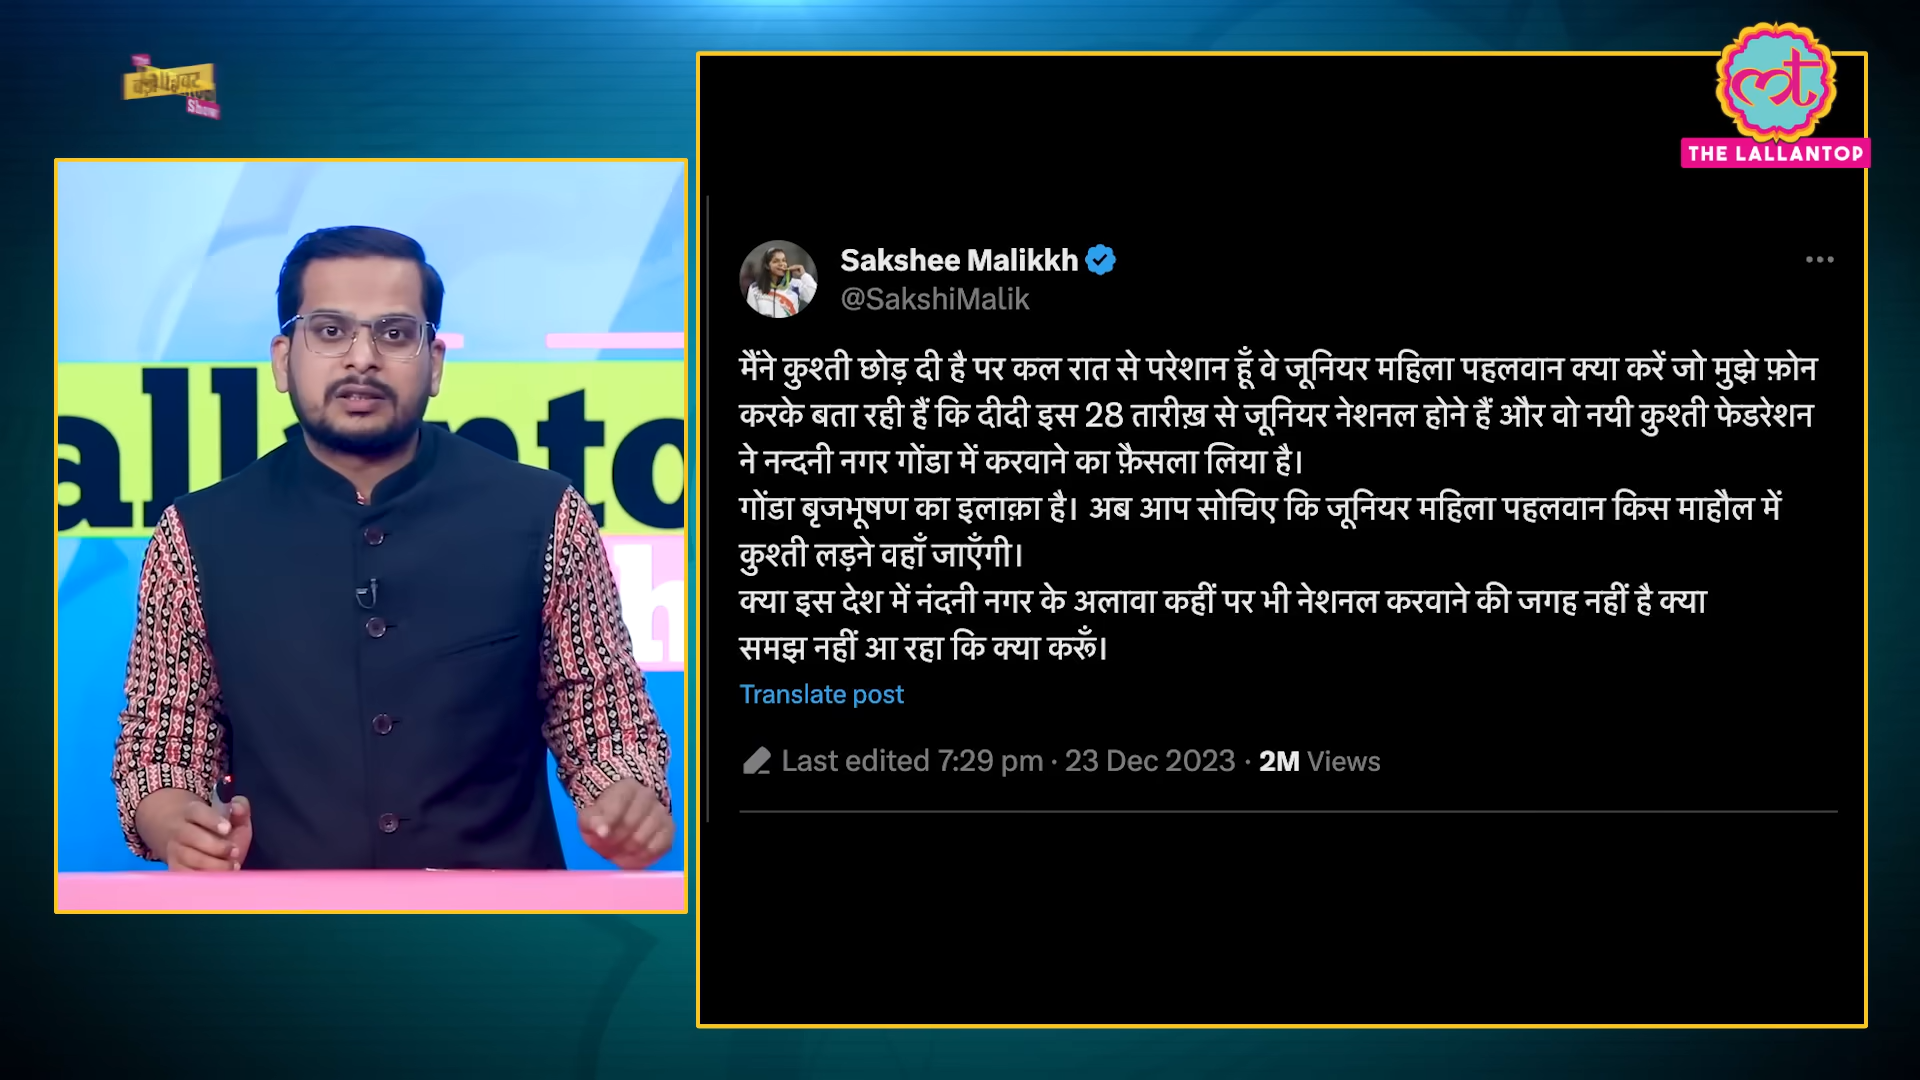 The
Show
THE LALLANTOP
Sakshee Malikkh
@SakshiMalik
मैंने कुश्ती छोड़ दी है पर कल रात से परेशान हूँ वे जूनियर महिला पहलवान क्या करें जो मुझे फ़ोन
करके बता रही हैं कि दीदी इस 28 तारीख़ से जूनियर नेशनल होने हैं और वो नयी कुश्ती फेडरेशन
ने नन्दनी नगर गोंडा में करवाने का फ़ैसला लिया है।
गोंडा बृजभूषण का इलाक़ा है। अब आप सोचिए कि जूनियर महिला पहलवान किस माहौल में
कुश्ती लड़ने वहाँ जाएँगी।
क्या इस देश में नंदनी नगर के अलावा कहीं पर भी नेशनल करवाने की जगह नहीं है क्या
समझ नहीं आ रहा कि क्या करूँ।
Translate post
Last edited 7:29 pm · 23 Dec 2023 · 2M Views